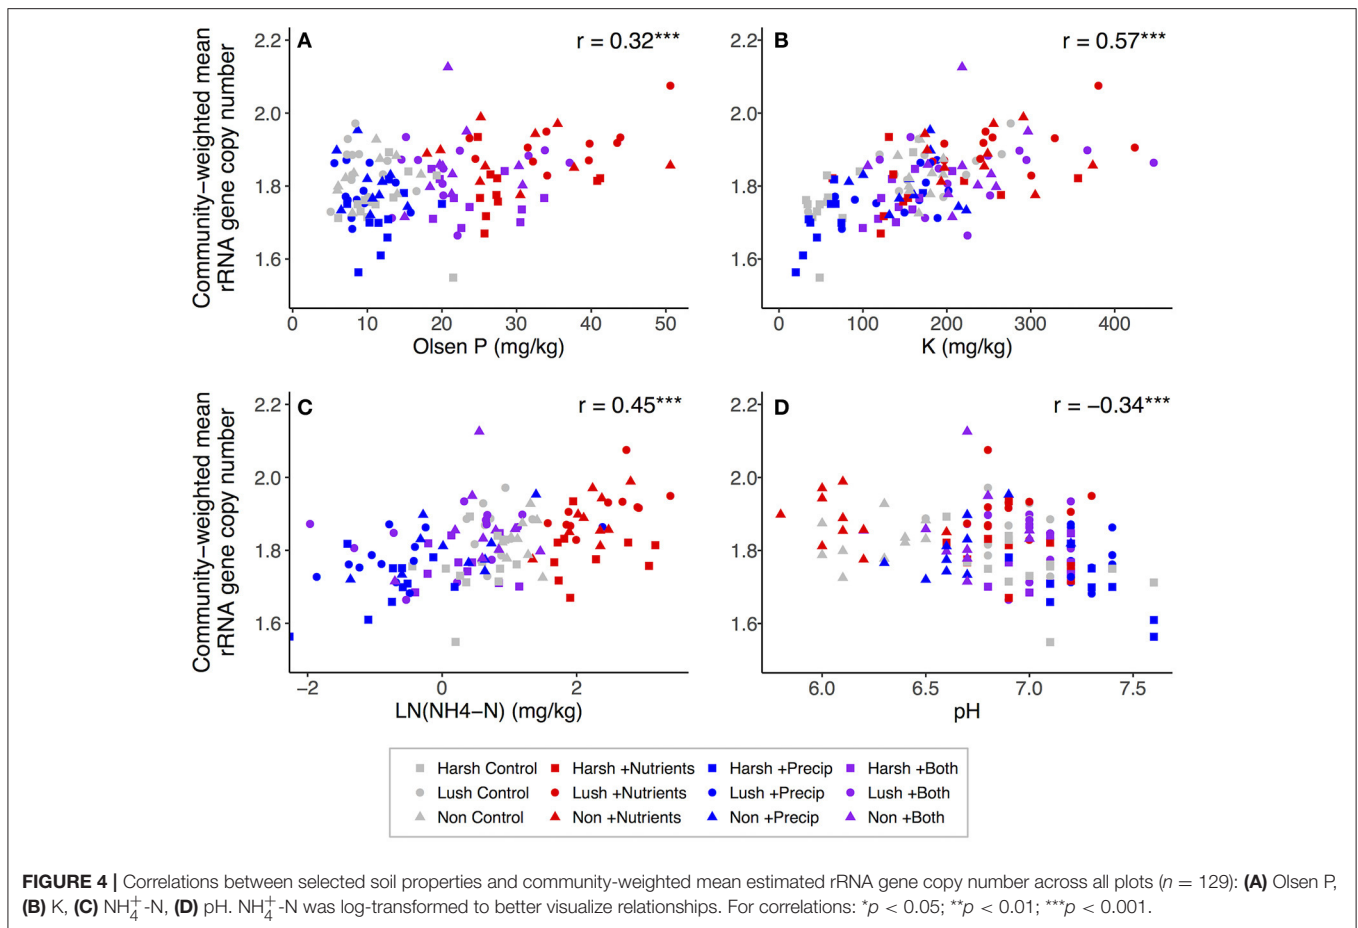 A
r = 0.32***
Community−weighted mean
rRNA gene copy number
2.2
2.0
1.8
1.6
0 10 20 30 40 50
Olsen P (mg/kg)
B
r = 0.57***
2.2
2.0
1.8
1.6
0 100 200 300 400
K (mg/kg)
C
r = 0.45***
Community−weighted mean
rRNA gene copy number
2.2
2.0
1.8
1.6
−2 0 2
LN(NH4−N) (mg/kg)
D
r = −0.34***
2.2
2.0
1.8
1.6
6.0 6.5 7.0 7.5
pH
Harsh Control Harsh +Nutrients Harsh +Precip Harsh +Both
Lush Control Lush +Nutrients Lush +Precip Lush +Both
Non Control Non +Nutrients Non +Precip Non +Both
FIGURE 4 | Correlations between selected soil properties and community-weighted mean estimated rRNA gene copy number across all plots (n = 129): (A) Olsen P,
(B) K, (C) NH₄⁺-N, (D) pH. NH₄⁺-N was log-transformed to better visualize relationships. For correlations: *p < 0.05; **p < 0.01; ***p < 0.001.